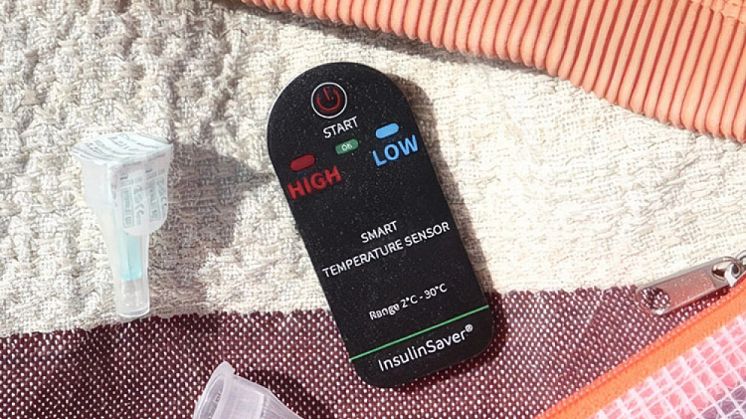 START
OK
HIGH LOW
SMART
TEMPERATURE SENSOR
Range 2°C - 30°C
InsulinSaver®